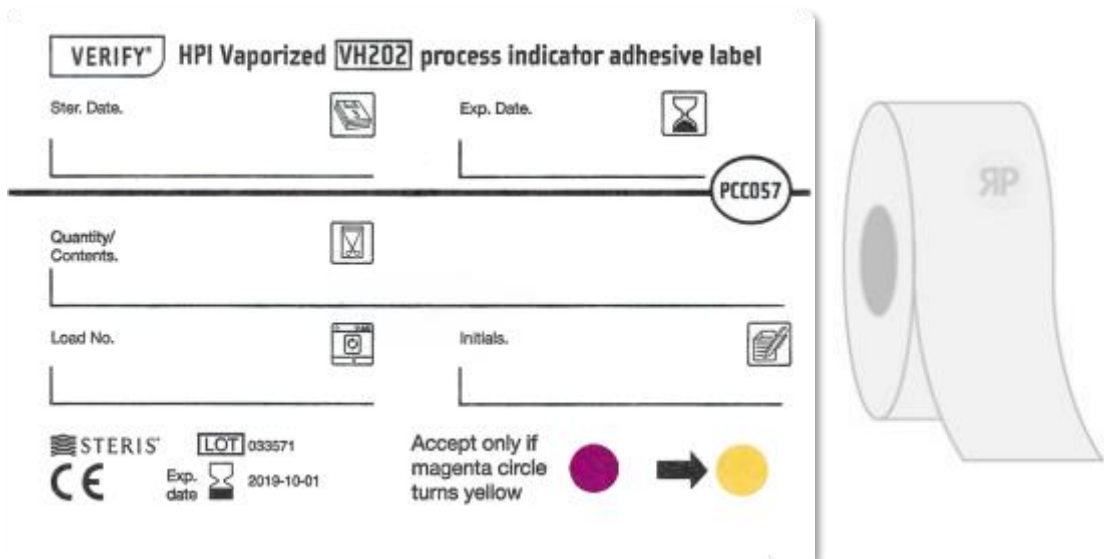 VERIFY® HPI Vaporized VH202 process indicator adhesive label
Ster. Date.
Exp. Date.
PCC057
Quantity/
Contents.
Load No.
Initials.
STERIS®
LOT 033571
CE
Exp.
date
2019-10-01
Accept only if
magenta circle
turns yellow
ЯP